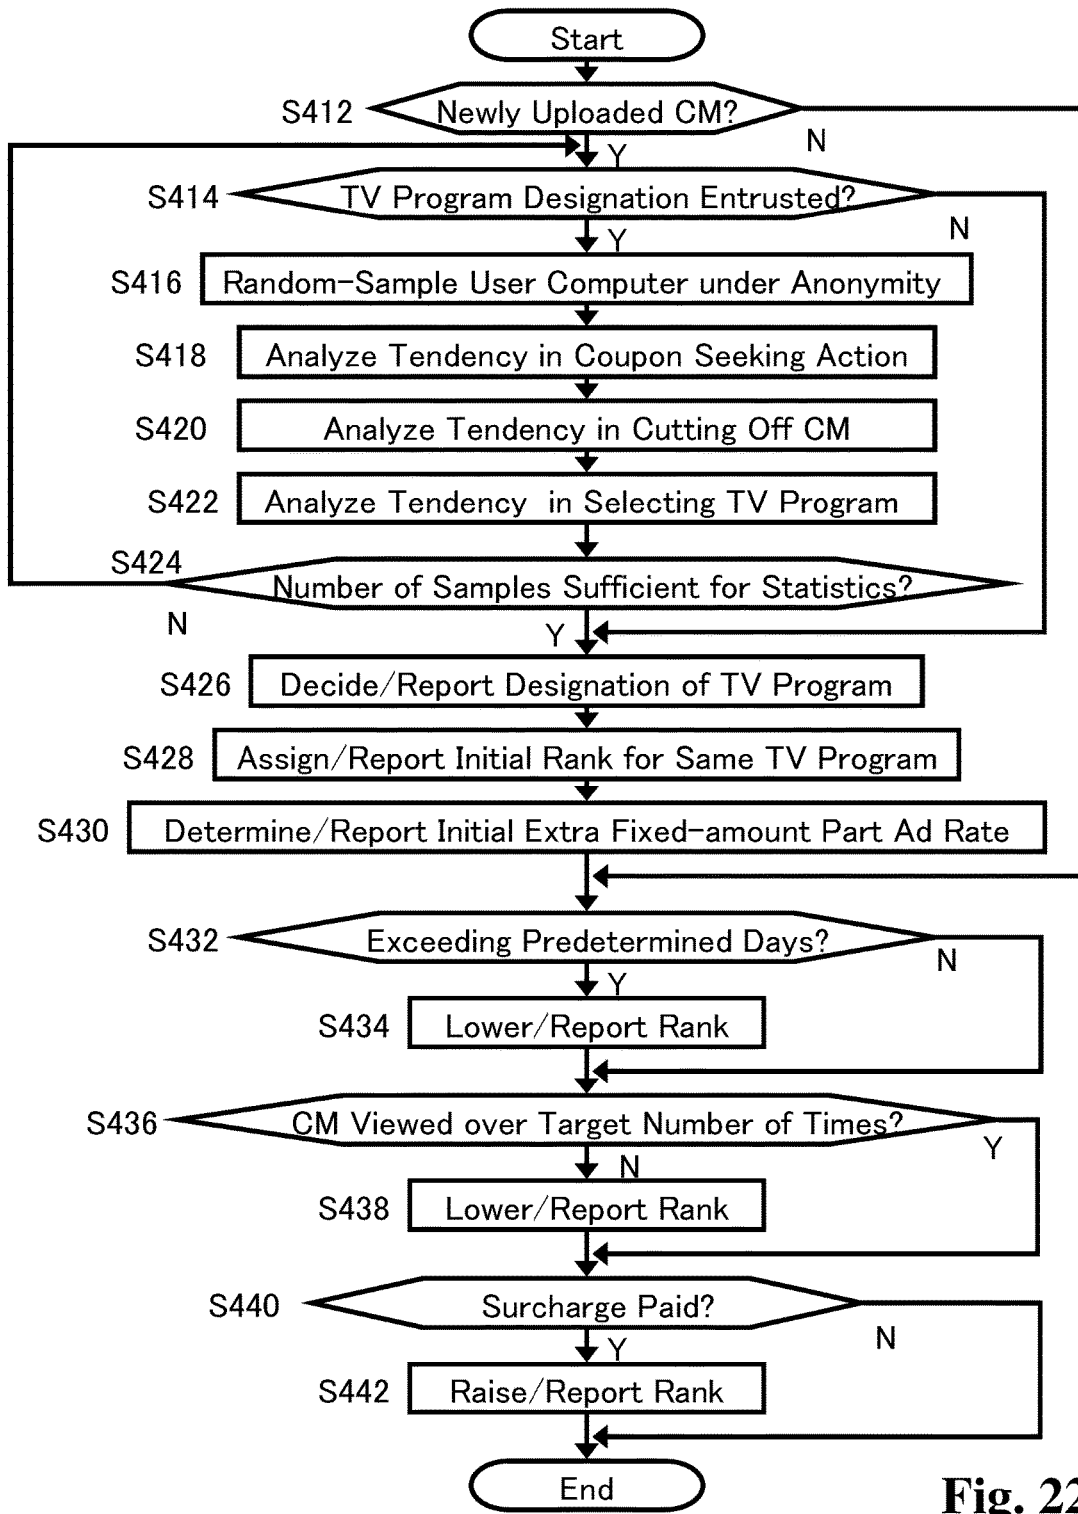 Start
S412 Newly Uploaded CM?
N
Y
S414 TV Program Designation Entrusted?
N
Y
S416 Random-Sample User Computer under Anonymity
S418 Analyze Tendency in Coupon Seeking Action
S420 Analyze Tendency in Cutting Off CM
S422 Analyze Tendency in Selecting TV Program
S424 Number of Samples Sufficient for Statistics?
N
Y
S426 Decide/Report Designation of TV Program
S428 Assign/Report Initial Rank for Same TV Program
S430 Determine/Report Initial Extra Fixed-amount Part Ad Rate
S432 Exceeding Predetermined Days?
N
Y
S434 Lower/Report Rank
S436 CM Viewed over Target Number of Times?
Y
N
S438 Lower/Report Rank
S440 Surcharge Paid?
N
Y
S442 Raise/Report Rank
End
Fig. 22